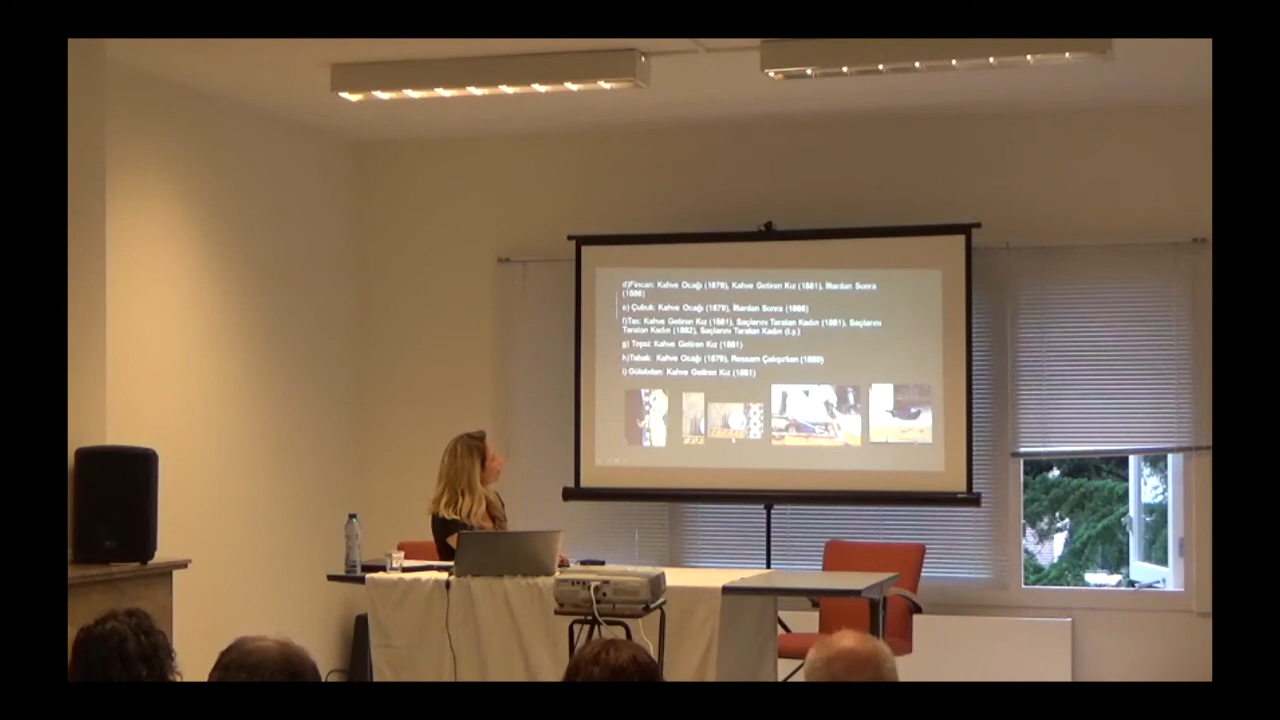 d)Fincan: Kahve Ocağı (1879), Kahve Getiren Kız (1881), İftardan Sonra
(1886)
e) Çubuk: Kahve Ocağı (1879), İftardan Sonra (1886)
f)Tas: Kahve Getiren Kız (1881), Saçlarını Taratan Kadın (1881), Saçlarını
Taratan Kadın (1882), Saçlarını Taratan Kadın (t.y.)
g) Tepsi: Kahve Getiren Kız (1881)
h)Tabak: Kahve Ocağı (1879), Ressam Çalışırken (1880)
i) Gülabdan: Kahve Getiren Kız (1881)